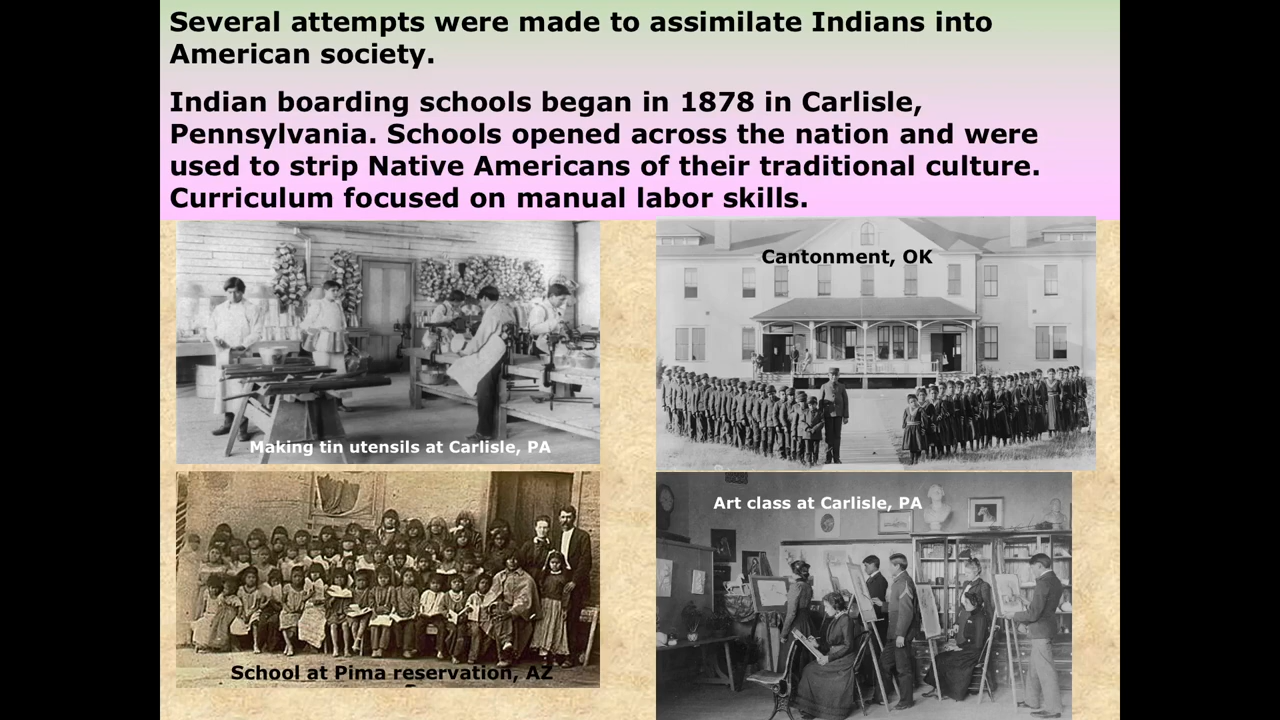 Several attempts were made to assimilate Indians into
American society.
Indian boarding schools began in 1878 in Carlisle,
Pennsylvania. Schools opened across the nation and were
used to strip Native Americans of their traditional culture.
Curriculum focused on manual labor skills.
Cantonment, OK
Making tin utensils at Carlisle, PA
Art class at Carlisle, PA
School at Pima reservation, AZ